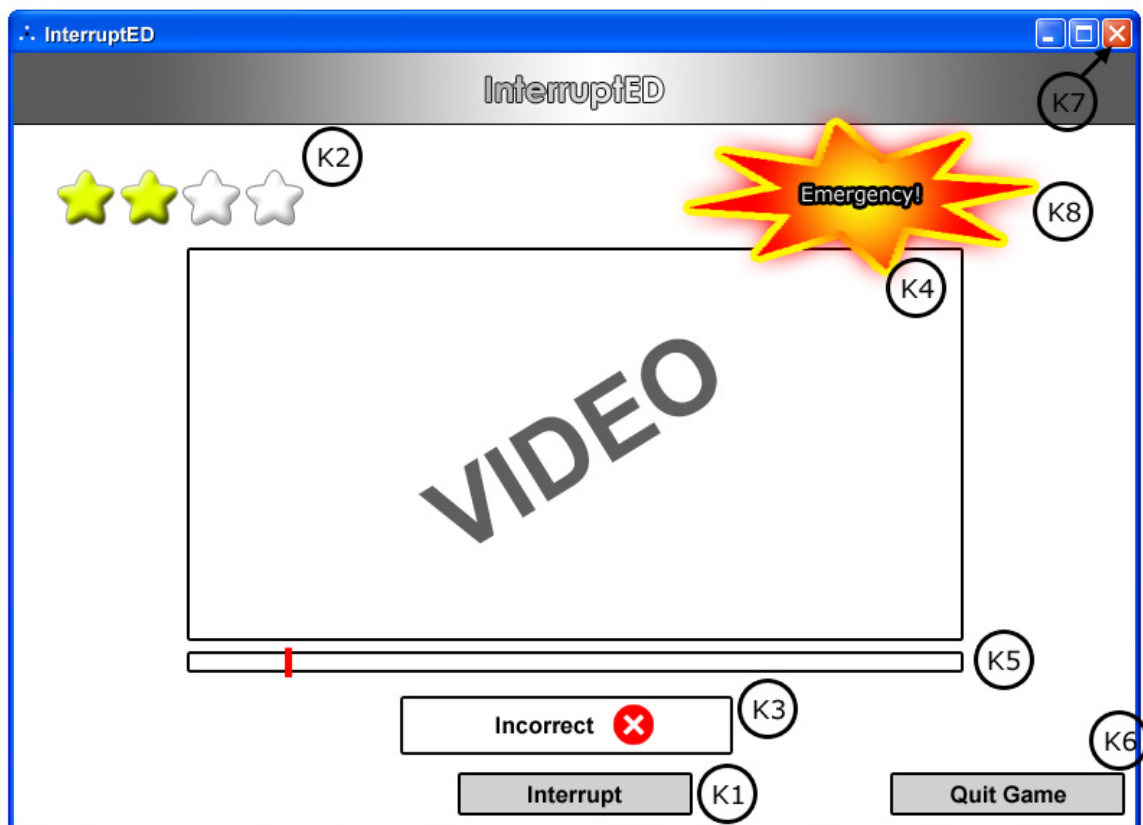 InterruptED
InterruptED
K7
K2
Emergency!
K8
K4
VIDEO
K5
Incorrect
K3
K6
Interrupt
K1
Quit Game